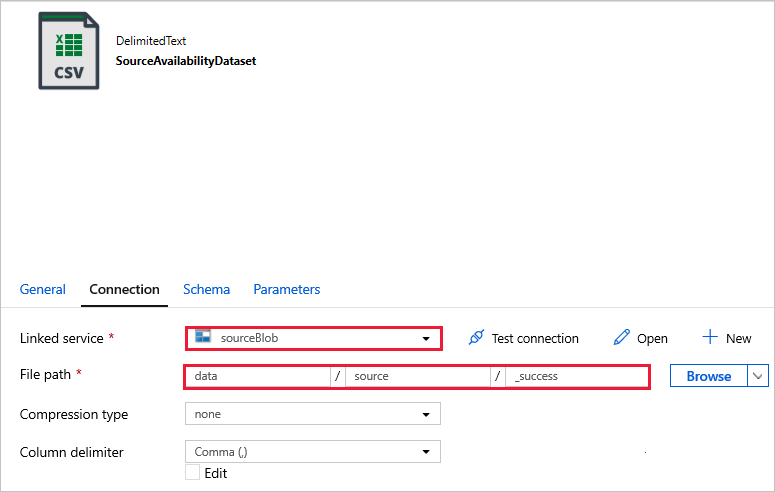 X
CSV
DelimitedText
SourceAvailabilityDataset
General Connection Schema Parameters
Linked service * sourceBlob Test connection Open New
File path * data / source / _success Browse
Compression type none
Column delimiter Comma (,)
Edit